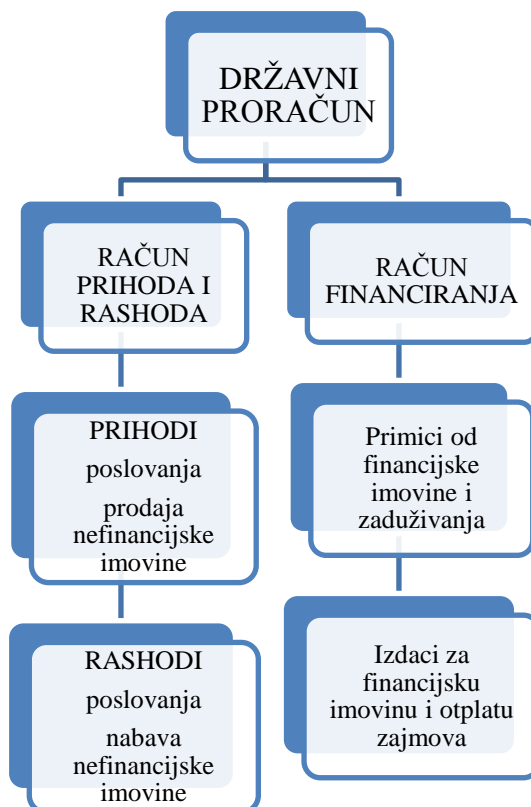 DRŽAVNI
PRORAČUN
RAČUN
PRIHODA I
RASHODA
RAČUN
FINANCIRANJA
PRIHODI
poslovanja
prodaja
nefinancijske
imovine
Primici od
financijske
imovine i
zaduživanja
RASHODI
poslovanja
nabava
nefinancijske
imovine
Izdaci za
financijsku
imovinu i otplatu
zajmova